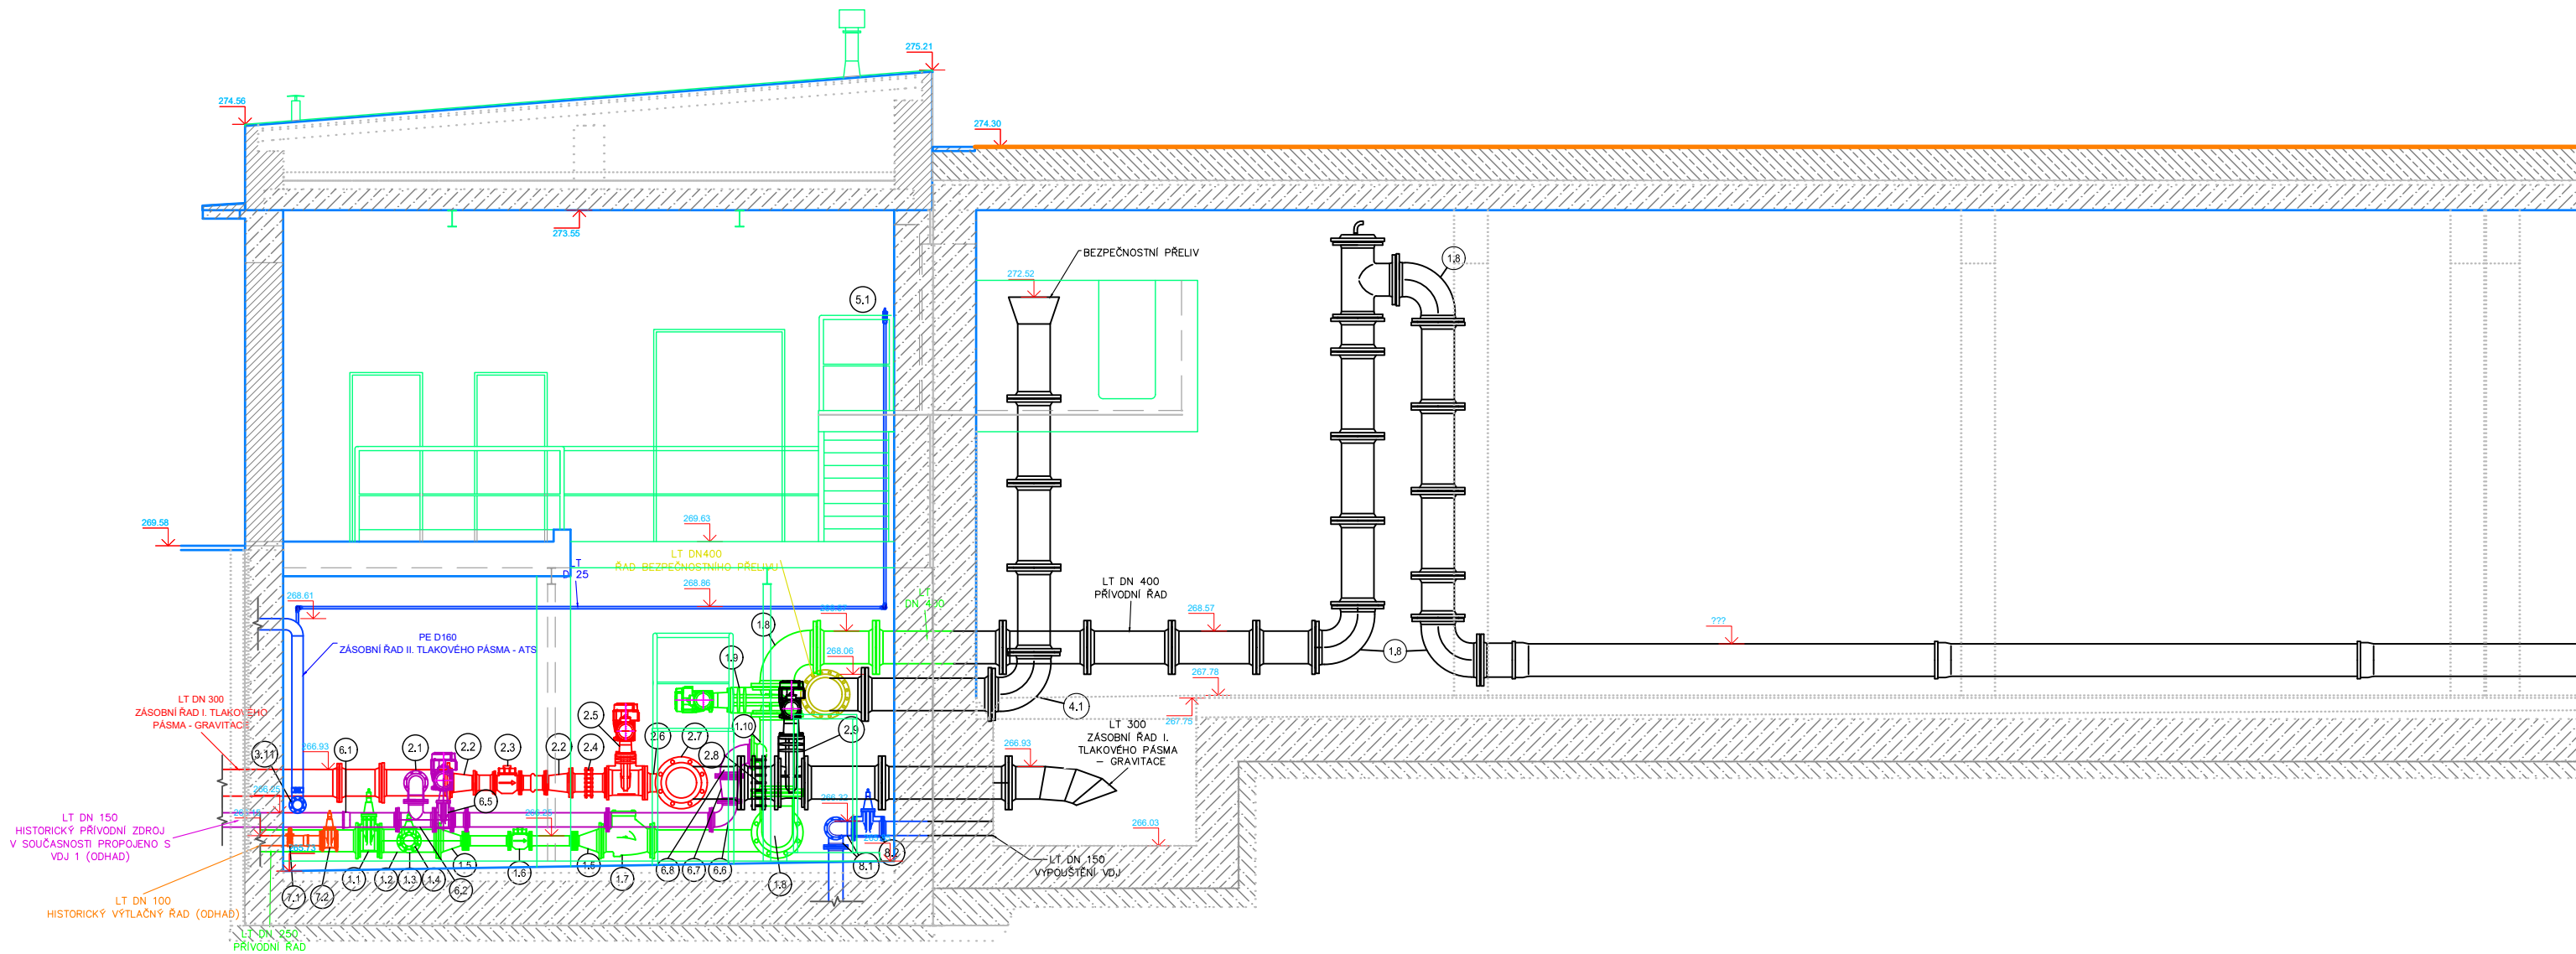 275.21
274.56
274.30
273.55
BEZPEČNOSTNÍ PŘELIV
272.52
1.8
5.1
269.58
269.63
LT DN400
ŘAD BEZPEČNOSTNÍHO PŘELIVU
268.86
268.61
LT DN 400
PŘÍVODNÍ ŘAD
268.57
???
1.8
1.8
PE D160
ZÁSOBNÍ ŘAD II. TLAKOVÉHO PÁSMA - ATS
1.9
268.06
267.78
267.75
4.1
LT DN 300
ZÁSOBNÍ ŘAD I. TLAKOVÉHO
PÁSMA - GRAVITACE
2.5
1.10
2.9
LT 300
ZÁSOBNÍ ŘAD I.
TLAKOVÉHO PÁSMA
– GRAVITACE
3.11
266.93
6.1
2.1
2.2
2.3
2.2
2.4
2.6
2.7
2.8
266.93
6.5
266.32
266.03
LT DN 150
HISTORICKÝ PŘÍVODNÍ ZDROJ
V SOUČASNOSTI PROPOJENO S
VDJ 1 (ODHAD)
7.1
7.2
1.1
1.2
1.3
1.4
1.5
6.2
1.6
1.5
1.7
6.8
6.7
6.6
1.8
8.1
8.2
LT DN 150
VYPOUŠTĚNÍ VDJ
LT DN 100
HISTORICKÝ VÝTLAČNÝ ŘAD (ODHAD)
LT DN 250
PŘÍVODNÍ ŘAD